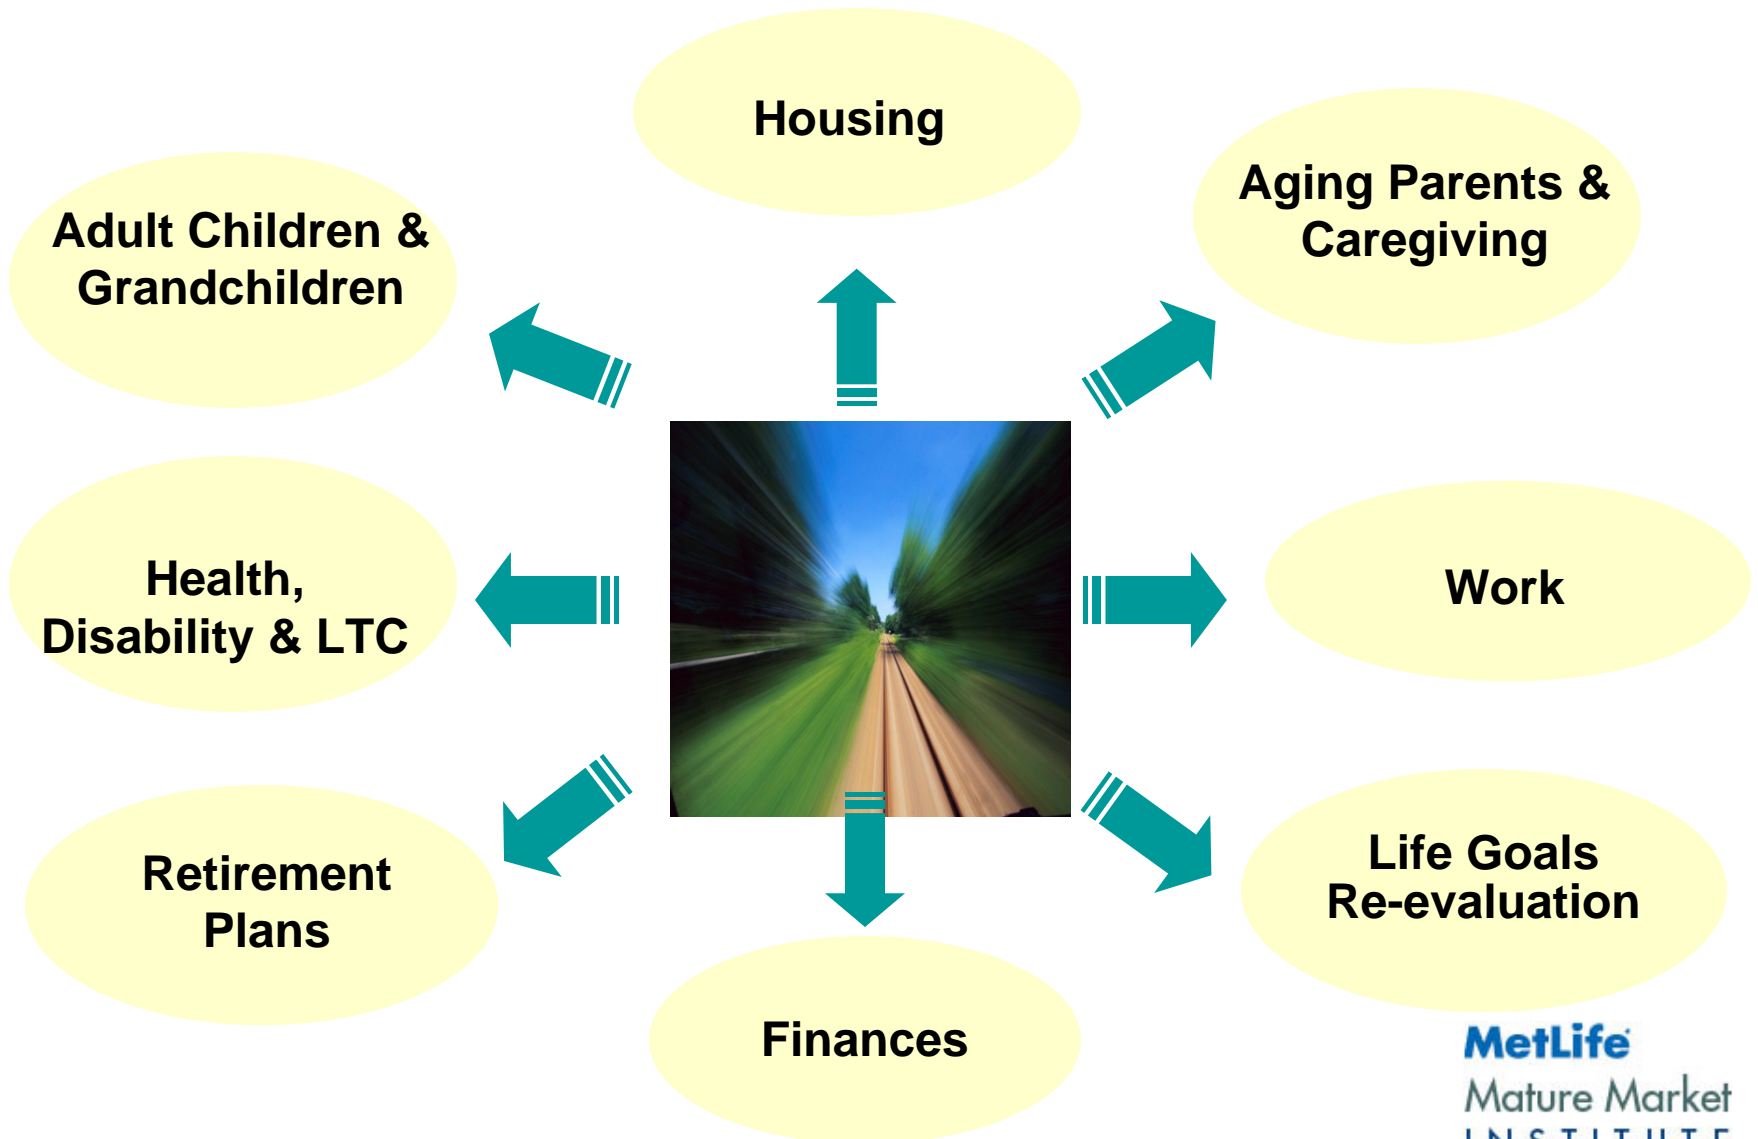 Housing
Aging Parents &
Caregiving
Adult Children &
Grandchildren
Health,
Disability & LTC
Work
Life Goals
Re-evaluation
Retirement
Plans
Finances
MetLife
Mature Market
INSTITUTE